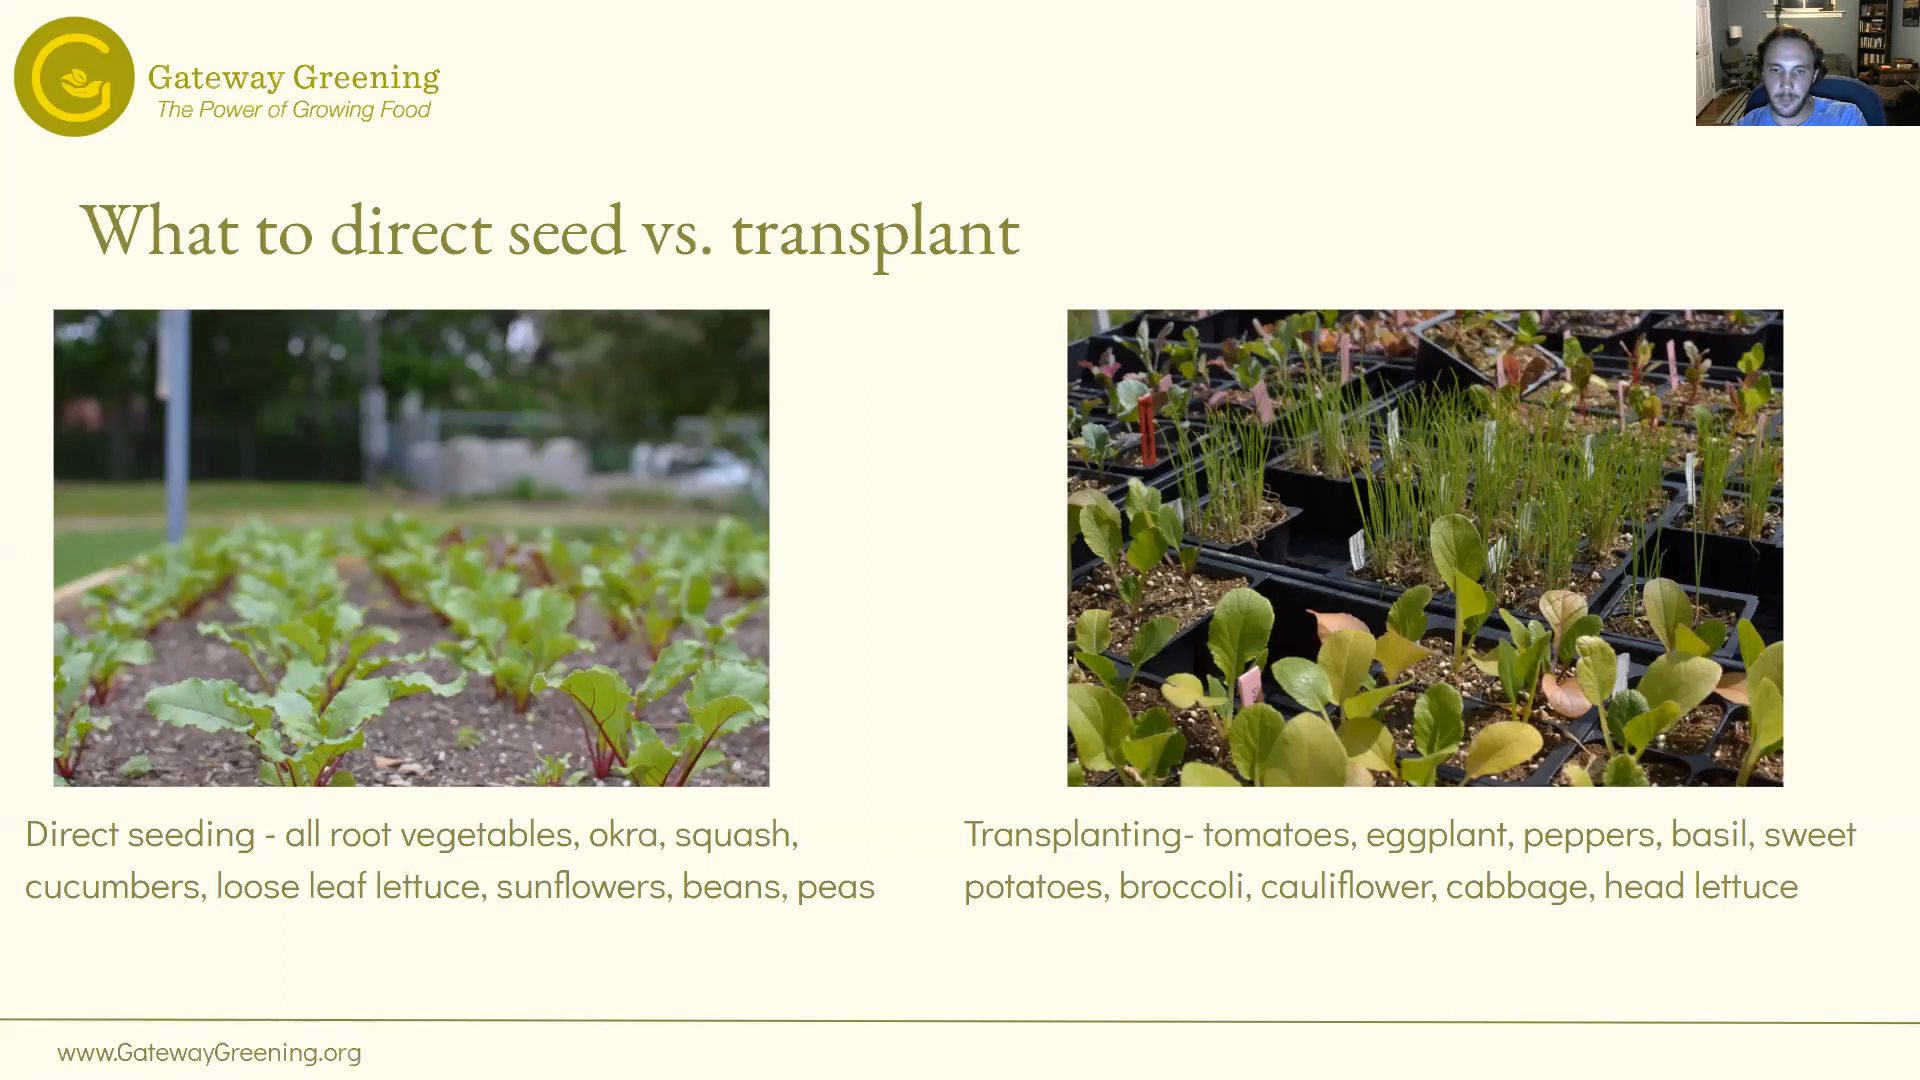 Gateway Greening
The Power of Growing Food
What to direct seed vs. transplant
Direct seeding - all root vegetables, okra, squash,
cucumbers, loose leaf lettuce, sunflowers, beans, peas
Transplanting- tomatoes, eggplant, peppers, basil, sweet
potatoes, broccoli, cauliflower, cabbage, head lettuce
www.GatewayGreening.org